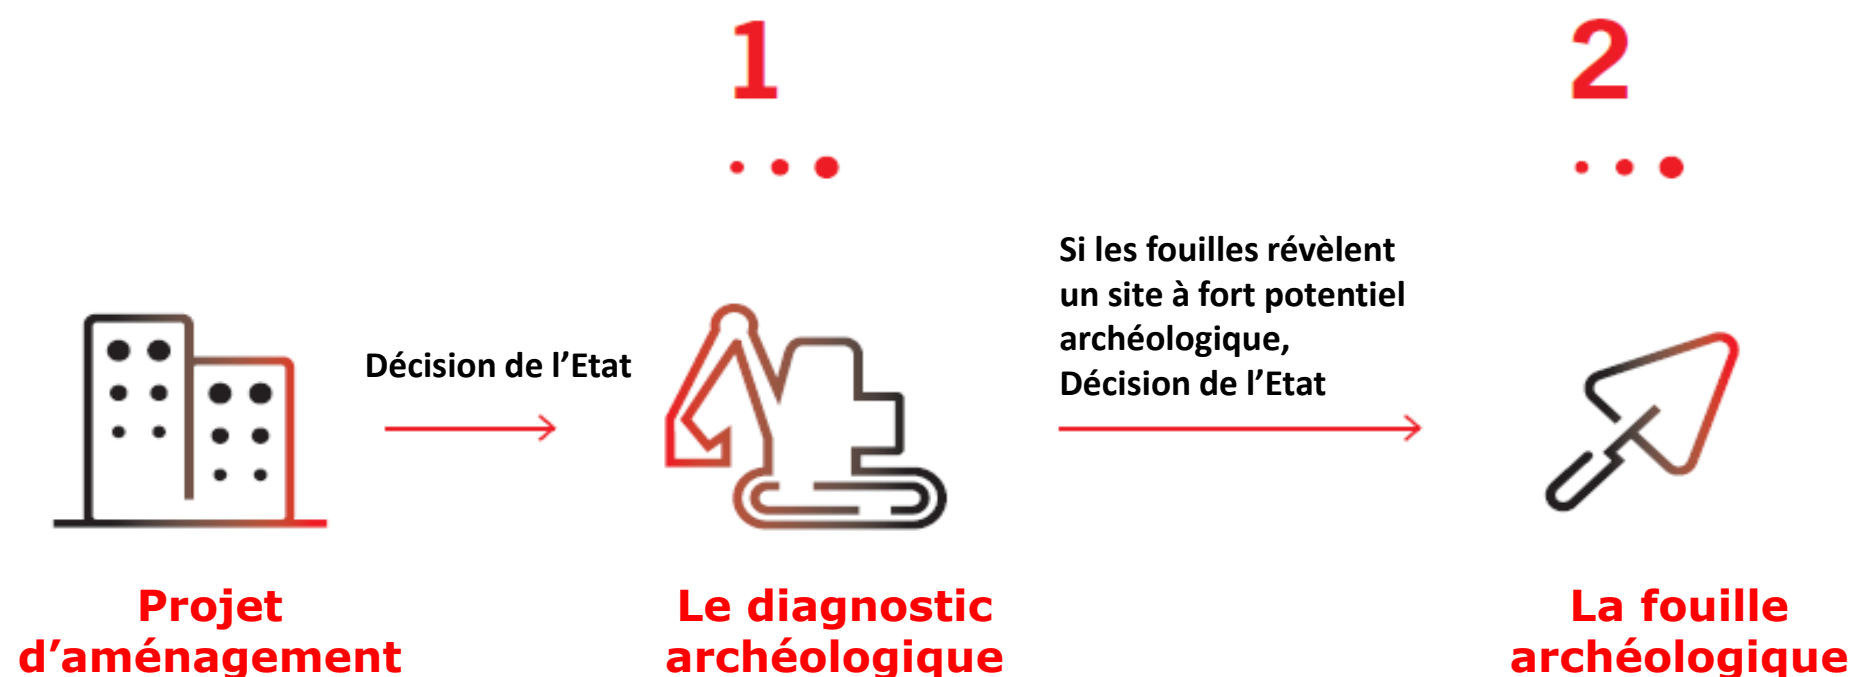 1
2
Si les fouilles révèlent
un site à fort potentiel
archéologique,
Décision de l’Etat
Décision de l’Etat
Projet
d’aménagement
Le diagnostic
archéologique
La fouille
archéologique